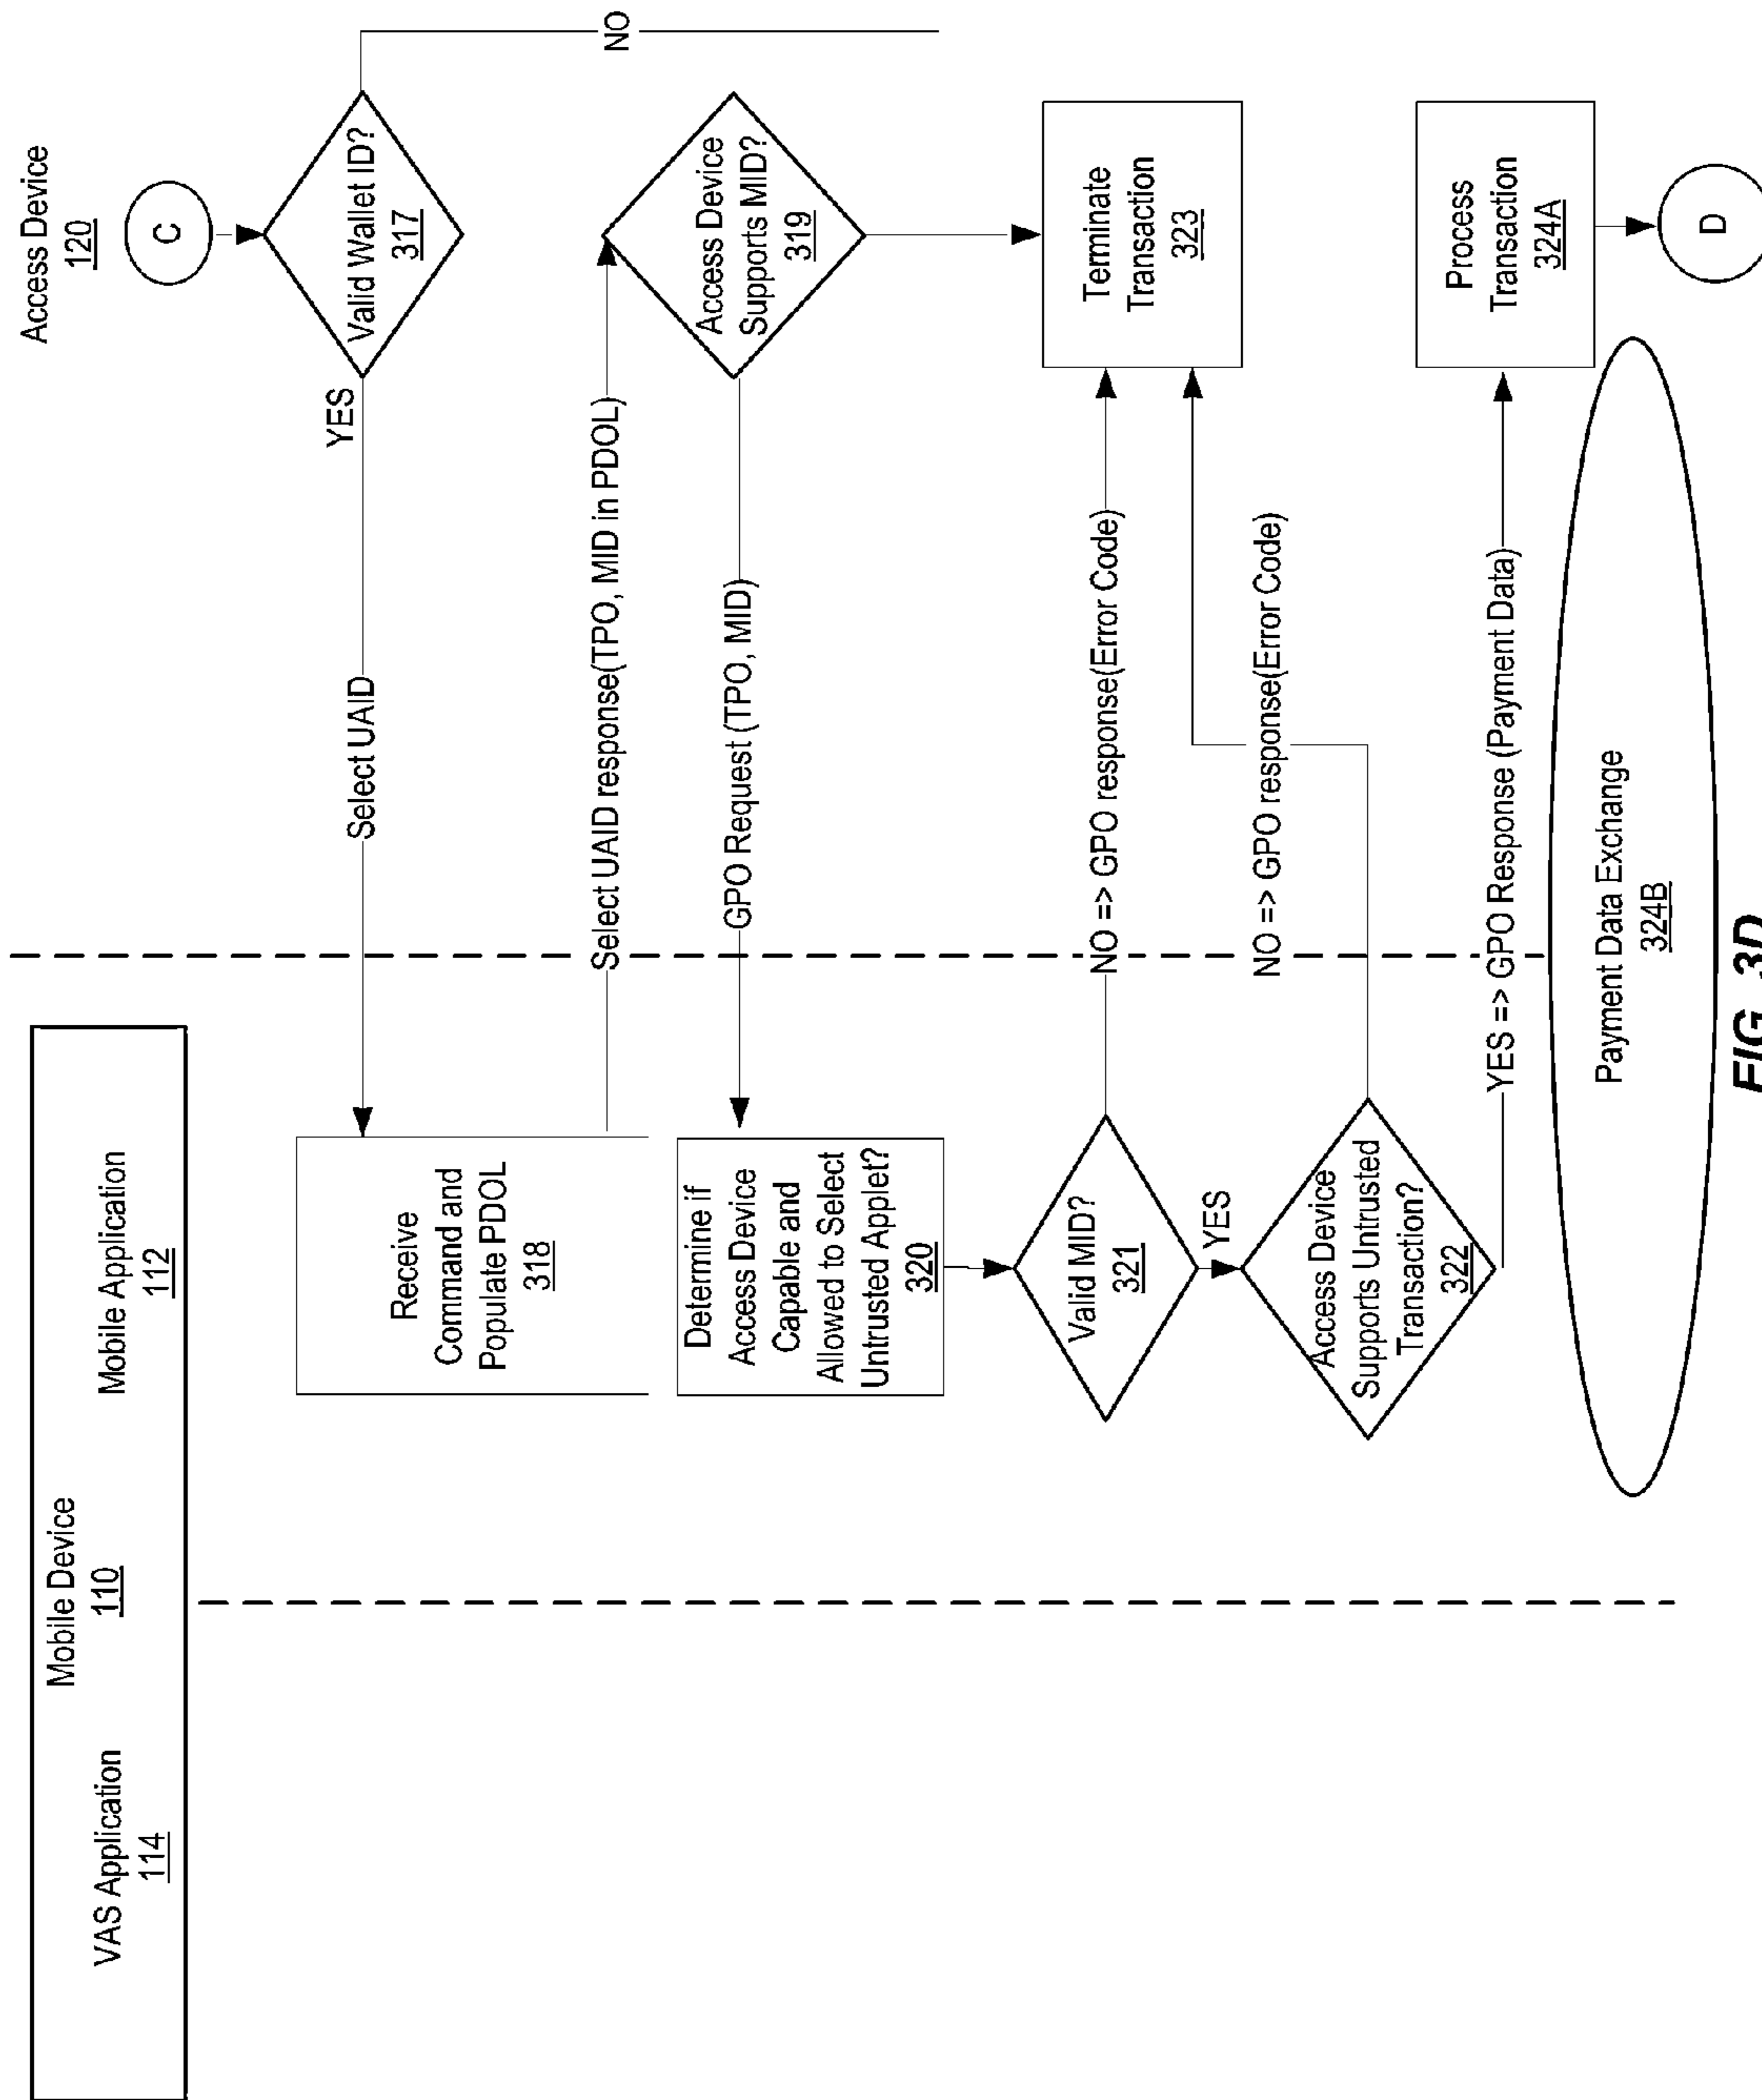 Mobile Device
110
VAS Application
114
Mobile Application
112
Access Device
120
C
Valid Wallet ID?
317
NO
YES
Select UAID
Receive
Command and
Populate PDOL
318
Select UAID response(TPO, MID in PDOL)
Access Device
Supports MID?
319
GPO Request (TPO, MID)
Determine if
Access Device
Capable and
Allowed to Select
Untrusted Applet?
320
Valid MID?
321
NO => GPO response(Error Code)
Terminate
Transaction
323
YES
Access Device
Supports Untrusted
Transaction?
322
NO => GPO response(Error Code)
YES => GPO Response (Payment Data)
Process
Transaction
324A
Payment Data Exchange
324B
D
FIG. 3D